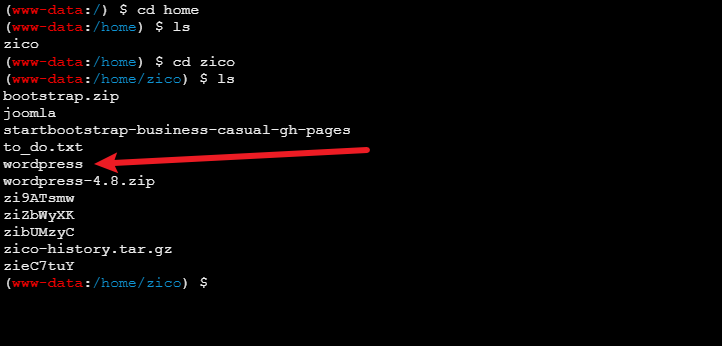 (www-data:/) $ cd home
(www-data:/home) $ ls
zico
(www-data:/home) $ cd zico
(www-data:/home/zico) $ ls
bootstrap.zip
joomla
startbootstrap-business-casual-gh-pages
to_do.txt
wordpress
wordpress-4.8.zip
zi9ATsmw
ziZbWyXK
zibUMzyC
zico-history.tar.gz
zieC7tuY
(www-data:/home/zico) $